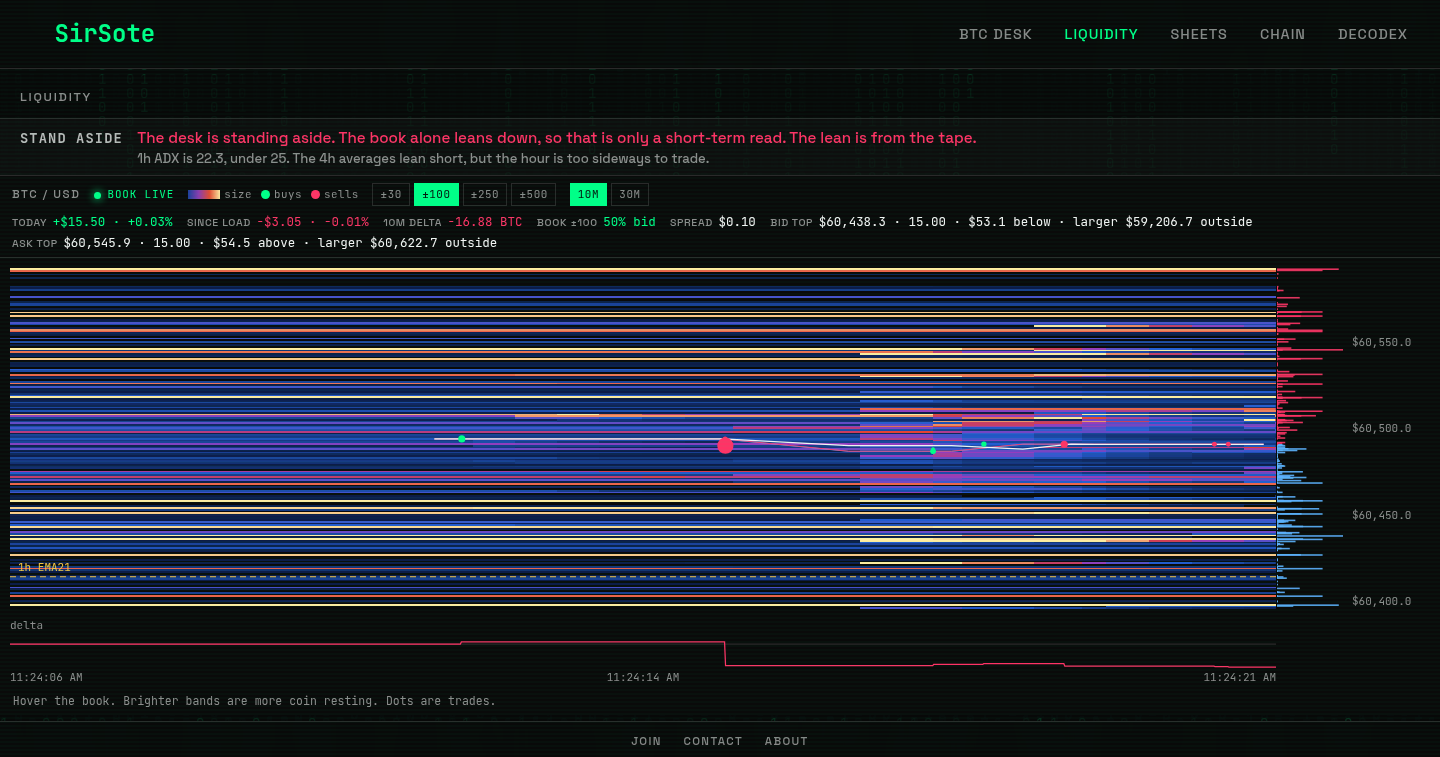 SirSote
BTC DESK LIQUIDITY SHEETS CHAIN DECODEX
LIQUIDITY
STAND ASIDE The desk is standing aside. The book alone leans down, so that is only a short-term read. The lean is from the tape.
1h ADX is 22.3, under 25. The 4h averages lean short, but the hour is too sideways to trade.
BTC / USD BOOK LIVE size buys sells ±30 ±100 ±250 ±500 10M 30M
TODAY +$15.50 · +0.03% SINCE LOAD -$3.05 · -0.01% 10M DELTA -16.88 BTC BOOK ±100 50% bid SPREAD $0.10 BID TOP $60,438.3 · 15.00 · $53.1 below · larger $59,206.7 outside
ASK TOP $60,545.9 · 15.00 · $54.5 above · larger $60,622.7 outside
$60,550.0
$60,500.0
$60,450.0
1h EMA21
$60,400.0
delta
11:24:06 AM 11:24:14 AM 11:24:21 AM
Hover the book. Brighter bands are more coin resting. Dots are trades.
JOIN CONTACT ABOUT